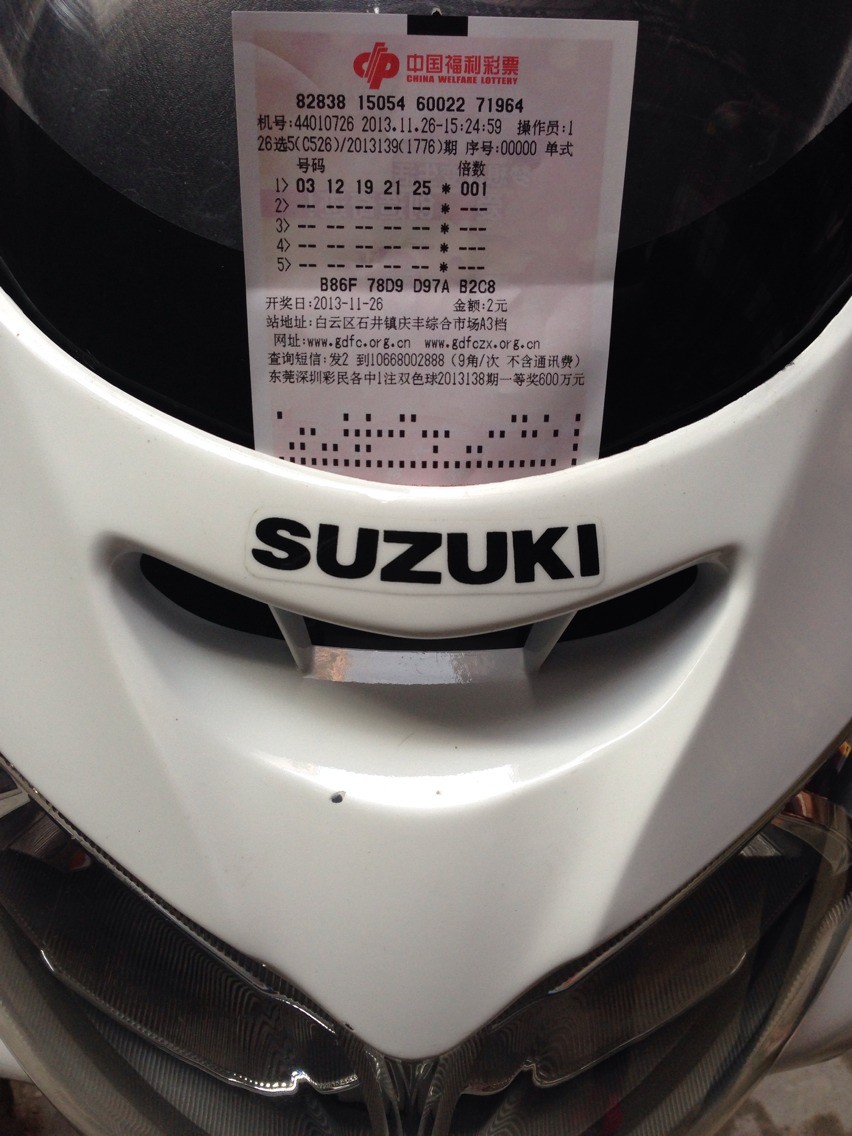 中国福利彩票
CHINA WELFARE LOTTERY
82838 15054 60022 71964
机号:44010726 2013.11.26-15:24:59 操作员:1
26选5(C526)/2013139(1776)期 序号:00000 单式
号码 倍数
1> 03 12 19 21 25 * 001
2> -- -- -- -- -- * ---
3> -- -- -- -- -- * ---
4> -- -- -- -- -- * ---
5> -- -- -- -- -- * ---
B86F 78D9 D97A B2C8
开奖日:2013-11-26 金额:2元
站地址:白云区石井镇庆丰综合市场A3档
网址:www.gdfc.org.cn www.gdfczx.org.cn
查询短信:发2 到10668002888 (9角/次 不含通讯费)
东莞深圳彩民各中1注双色球2013138期一等奖600万元
SUZUKI